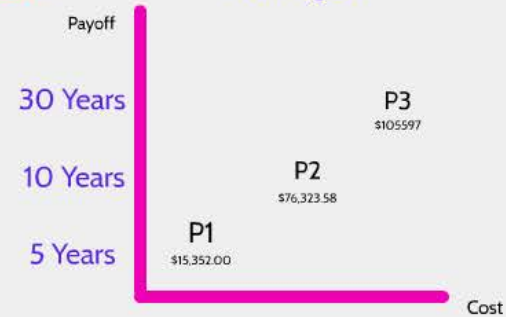 Payoff
30 Years
P3
$105597
10 Years
P2
$76,323.58
P1
5 Years
$15,352.00
Cost